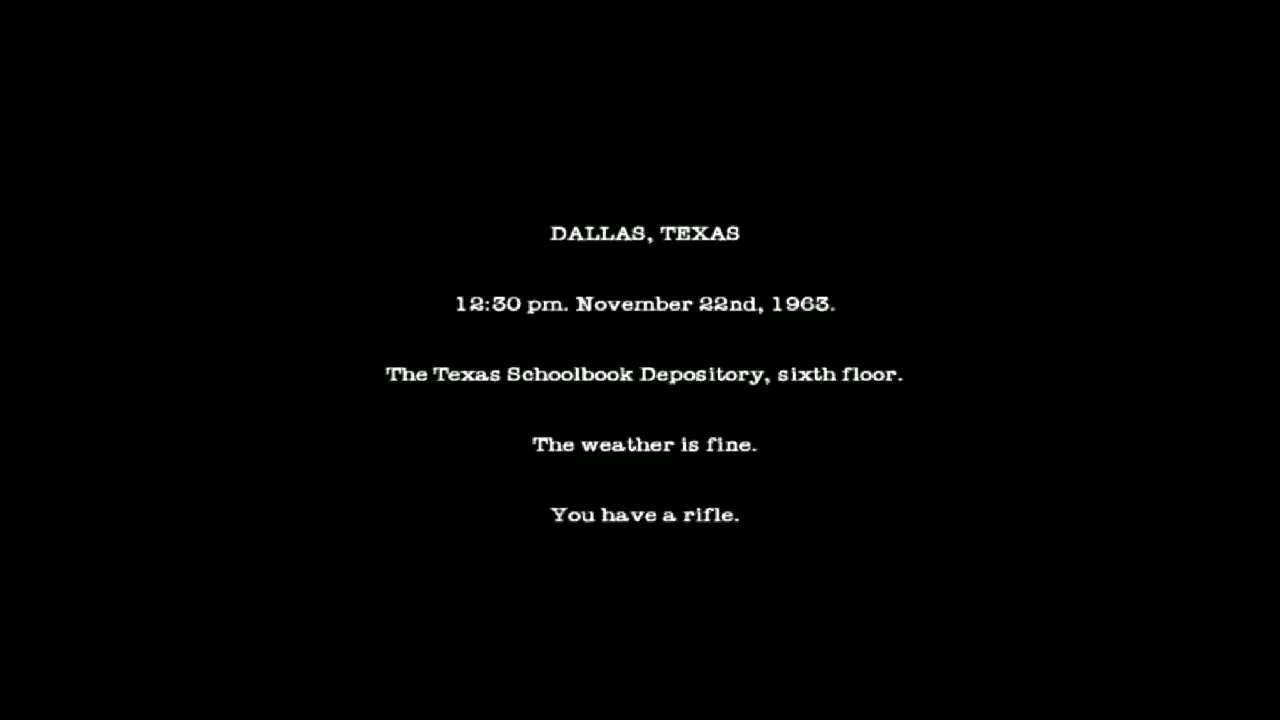 DALLAS, TEXAS
12:30 pm. November 22nd, 1963.
The Texas Schoolbook Depository, sixth floor.
The weather is fine.
You have a rifle.